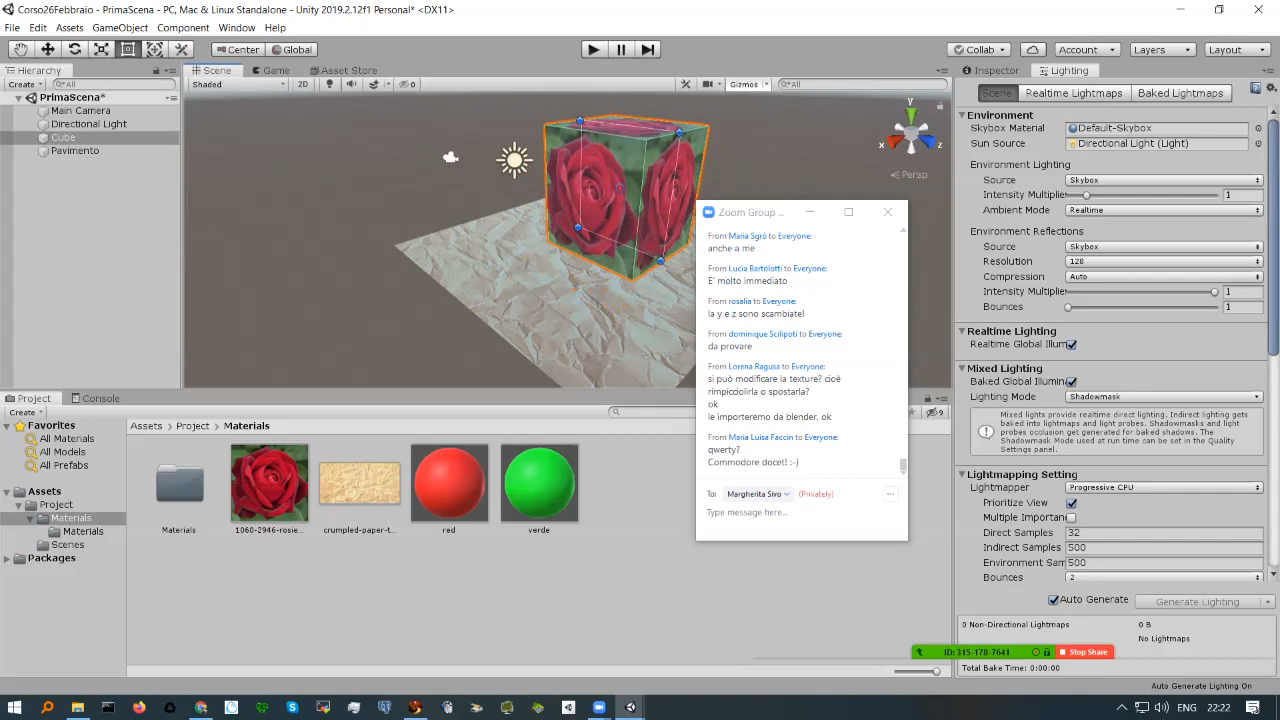 Corso26Febbraio - PrimaScena - PC, Mac & Linux Standalone - Unity 2019.2.12f1 Personal* <DX11>
File Edit Assets GameObject Component Window Help
Center Global Collab Account Layers Layout
Hierarchy Scene Game Asset Store Inspector Lighting
Create All Shaded 2D 0 Gizmos All
Scene Realtime Lightmaps Baked Lightmaps
PrimaScena*
Main Camera
Directional Light
Cube
Pavimento
y
x
z
Persp
Environment
Skybox Material Default-Skybox
Sun Source Directional Light (Light)
Environment Lighting
Source Skybox
Intensity Multiplie 1
Ambient Mode Realtime
Environment Reflections
Source Skybox
Resolution 128
Compression Auto
Intensity Multiplie 1
Bounces 1
Realtime Lighting
Realtime Global Illum
Mixed Lighting
Baked Global Illumin
Lighting Mode Shadowmask
Mixed lights provide realtime direct lighting. Indirect lighting gets
baked into lightmaps and light probes. Shadowmasks and light
probes occlusion get generated for baked shadows. The
Shadowmask Mode used at run time can be set in the Quality
Settings panel.
Lightmapping Setting
Lightmapper Progressive CPU
Prioritize View
Multiple Importan
Direct Samples 32
Indirect Samples 500
Environment Sam 500
Bounces 2
Auto Generate Generate Lighting
0 Non-Directional Lightmaps 0 B
No Lightmaps
Total Bake Time: 0:00:00
Auto Generate Lighting On
Zoom Group ...
From Maria Sgrò to Everyone:
anche a me
From Lucia Bartolotti to Everyone:
E' molto immediato
From rosalia to Everyone:
la y e z sono scambiate!
From dominique Scilipoti to Everyone:
da provare
From Lorena Ragusa to Everyone:
si può modificare la texture? cioè
rimpicciolirla o spostarla?
ok
le importeremo da blender, ok
From Maria Luisa Faccin to Everyone:
qwerty?
Commodore docet! :-)
To: Margherita Sivo (Privately)
Type message here...
Project Console
Create 9
Favorites
All Materials
All Models
All Prefabs
Assets
Project
Materials
Materials
Scenes
Packages
Assets Project Materials
Materials 1060-2946-rosie... crumpled-paper-t... red verde
ID: 315-178-7641 Stop Share
ENG 22:22